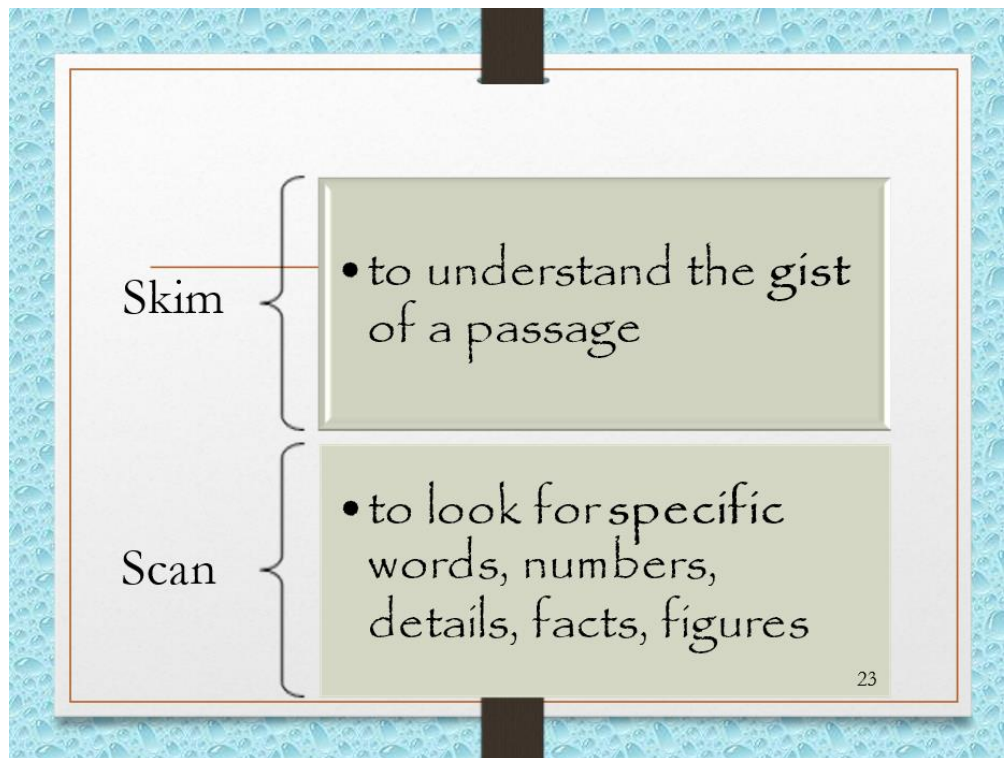 Skim
• to understand the gist
of a passage
Scan
• to look for specific
words, numbers,
details, facts, figures
23